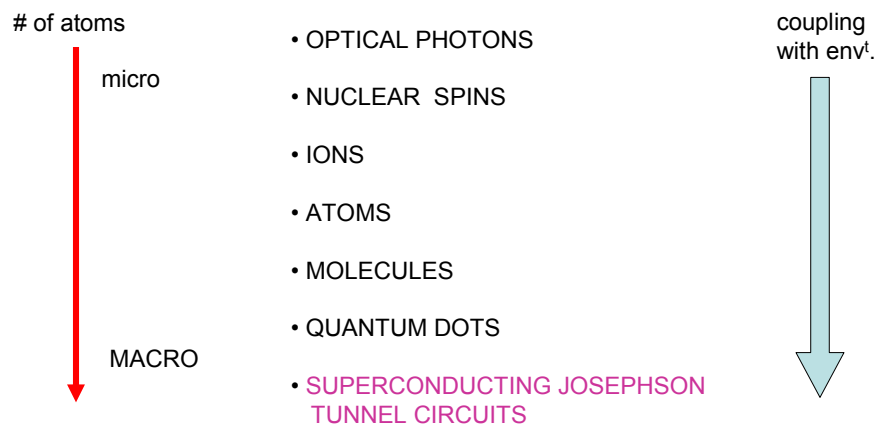 # of atoms
micro
MACRO
• OPTICAL PHOTONS
• NUCLEAR SPINS
• IONS
• ATOMS
• MOLECULES
• QUANTUM DOTS
• SUPERCONDUCTING JOSEPHSON
TUNNEL CIRCUITS
coupling
with envᵗ.